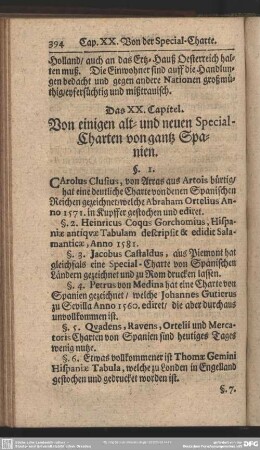 394 Cap. XX. Von der Special-Charte.
Holland/ auch an das Ertz-Hauß Oesterreich hal-
ten muß. Die Einwohner sind auff die Handlun-
gen bedacht und gegen andere Nationen großmü-
thig/eyfersüchtig und mißtrauisch.
Das XX. Capitel.
Von einigen alt- und neuen Special-
Charten von gantz Spa-
nien.
§. 1.
CArolus Clusius, von Areas aus Artois bürtig/
hat eine deutliche Charte von denen Spanischen
Reichen gezeichnet/welche Abraham Ortelius An-
no 1571. in Kupffer gestochen und ediret.
§. 2. Heinricus Coqus Gorchomius, Hispa-
niæ antiqvæ Tabulam descripsit & edidit Sala-
manticæ, Anno 1581.
§. 3. Jacobus Castaldus, aus Piemont hat
gleichfals eine Special-Charte von Spanischen
Ländern gezeichnet und zu Rom drucken lassen.
§. 4. Petrus von Medina hat eine Charte von
Spanien gezeichnet/ welche Johannes Gutierus
zu Sevilla Anno 1560. ediret/ die aber durchaus
unvollkommen ist.
§. 5. Qvadens, Ravens, Ortelii und Merca-
toris Charten von Spanien sind heutiges Tages
wenig nutze.
§. 6. Etwas vollkommener ist Thomæ Gemini
Hispaniæ Tabula, welche zu Londen in Engelland
gestochen und gedrucket worden ist.
§. 7.